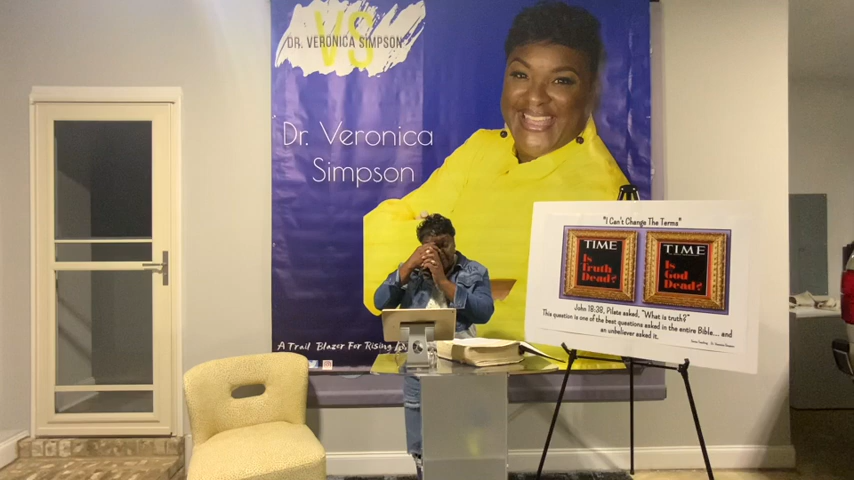 VS
DR. VERONICA SIMPSON
Dr. Veronica
Simpson
A Trail Blazer For Rising
"I Can't Change The Terms"
TIME
Is
Truth
Dead?
TIME
Is
God
Dead?
John 18:38, Pilate asked, "What is truth?"
This question is one of the best questions asked in the entire Bible.... and
an unbeliever asked it.